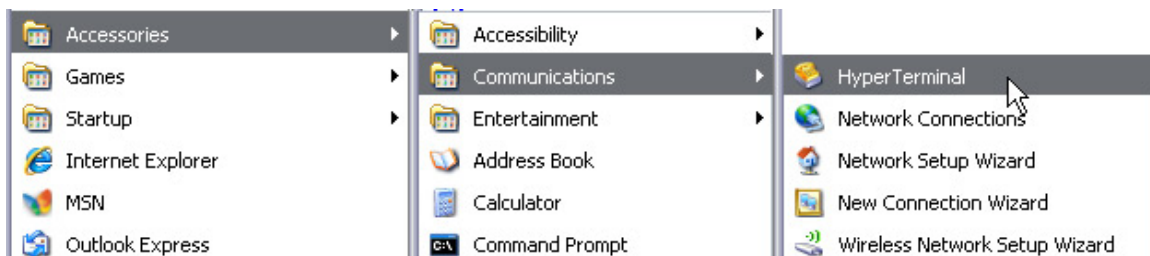 Accessories
Games
Startup
Internet Explorer
MSN
Outlook Express
Accessibility
Communications
Entertainment
Address Book
Calculator
C:\
Command Prompt
HyperTerminal
Network Connections
Network Setup Wizard
New Connection Wizard
Wireless Network Setup Wizard